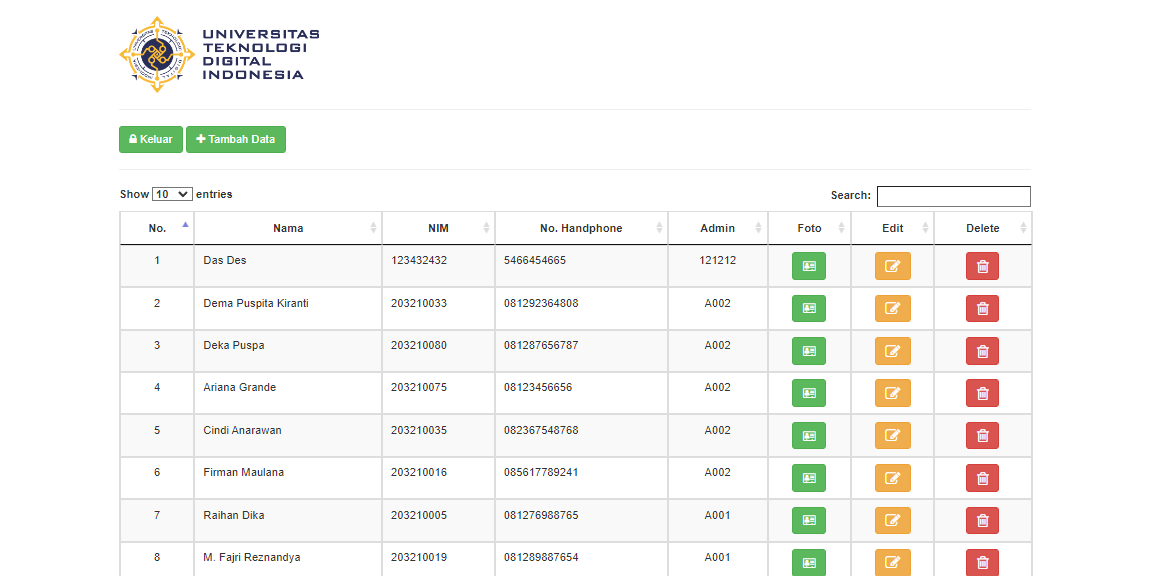 UNIVERSITAS
TEKNOLOGI
DIGITAL
INDONESIA
Keluar Tambah Data
Show 10 entries Search:
No. Nama NIM No. Handphone Admin Foto Edit Delete
1 Das Des 123432432 5466454665 121212
2 Dema Puspita Kiranti 203210033 081292364808 A002
3 Deka Puspa 203210080 081287656787 A002
4 Ariana Grande 203210075 08123456656 A002
5 Cindi Anarawan 203210035 082367548768 A002
6 Firman Maulana 203210016 085617789241 A002
7 Raihan Dika 203210005 081276988765 A001
8 M. Fajri Reznandya 203210019 081289887654 A001